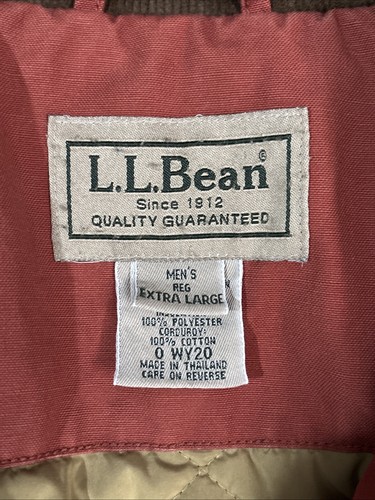 L.L.Bean®
Since 1912
QUALITY GUARANTEED
MEN'S
REG
EXTRA LARGE
100% POLYESTER
CORDUROY:
100% COTTON
0 WY20
MADE IN THAILAND
CARE ON REVERSE